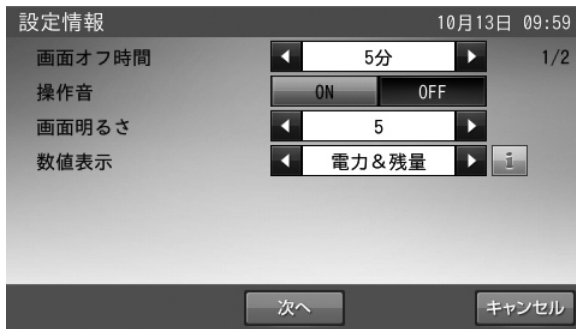 設定情報 10月13日 09:59
画面オフ時間 5分 1/2
操作音 ON OFF
画面明るさ 5
数値表示 電力&残量 i
次へ キャンセル